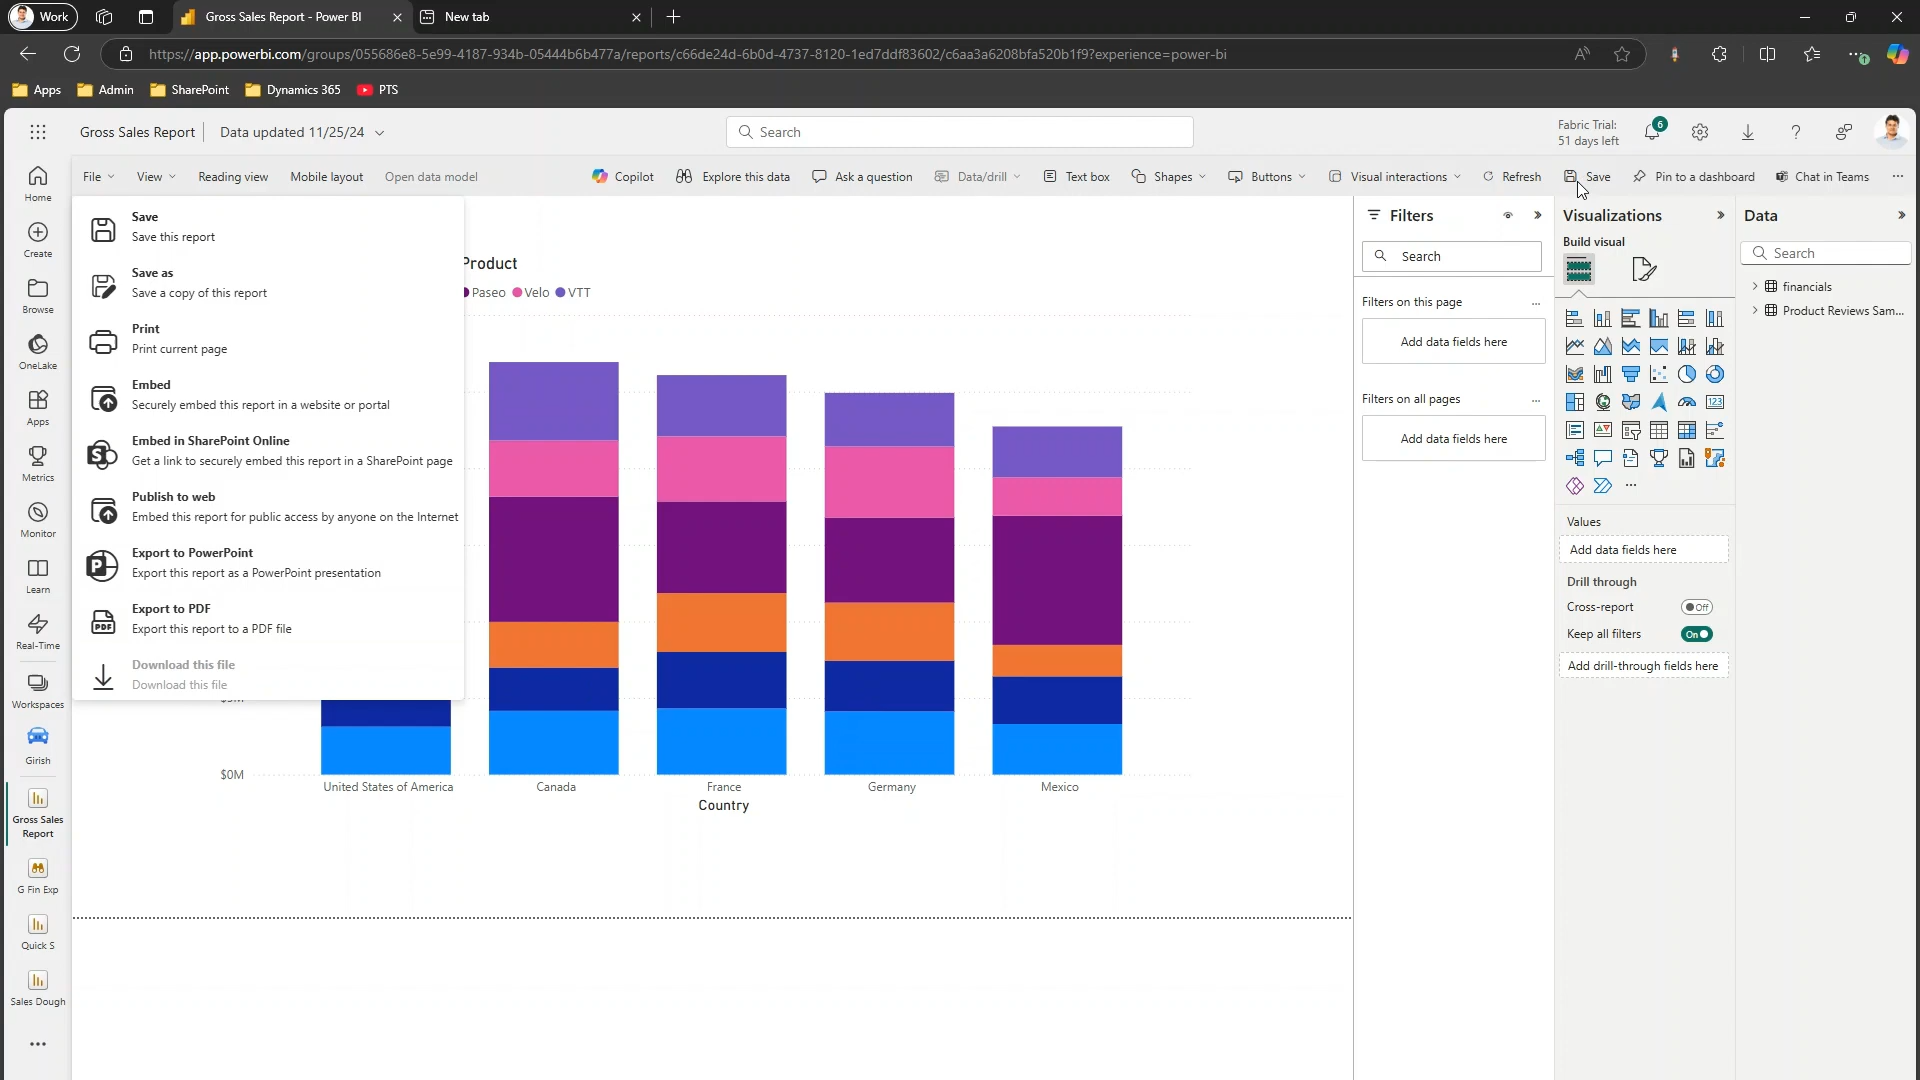 Work
Gross Sales Report - Power BI
New tab
https://app.powerbi.com/groups/055686e8-5e99-4187-934b-05444b6b477a/reports/c66de24d-6b0d-4737-8120-1ed7ddf83602/c6aa3a6208bfa520b1f9?experience=power-bi
Apps
Admin
SharePoint
Dynamics 365
PTS
Gross Sales Report
Data updated 11/25/24
Search
Fabric Trial:
51 days left
6
File
View
Reading view
Mobile layout
Open data model
Copilot
Explore this data
Ask a question
Data/drill
Text box
Shapes
Buttons
Visual interactions
Refresh
Save
Pin to a dashboard
Chat in Teams
Home
Create
Browse
OneLake
Apps
Metrics
Monitor
Learn
Real-Time
Workspaces
Girish
Gross Sales
Report
G Fin Exp
Quick S
Sales Dough
Save
Save this report
Save as
Save a copy of this report
Print
Print current page
Embed
Securely embed this report in a website or portal
Embed in SharePoint Online
Get a link to securely embed this report in a SharePoint page
Publish to web
Embed this report for public access by anyone on the Internet
Export to PowerPoint
Export this report as a PowerPoint presentation
PDF
Export to PDF
Export this report to a PDF file
Download this file
Download this file
Product
Paseo
Velo
VTT
$0M
United States of America
Canada
France
Germany
Mexico
Country
Filters
Search
Filters on this page
Add data fields here
Filters on all pages
Add data fields here
Visualizations
Build visual
123
Values
Add data fields here
Drill through
Cross-report
Off
Keep all filters
On
Add drill-through fields here
Data
Search
financials
Product Reviews Sam...